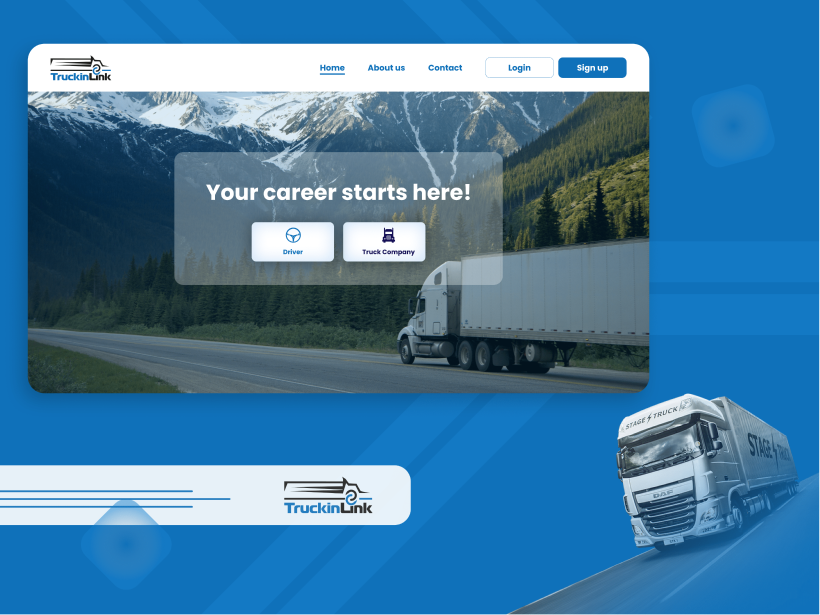 TruckinLink
Home
About us
Contact
Login
Sign up
Your career starts here!
Driver
Truck Company
STAGE TRUCK
STAGE TRUCK
DAF
TruckinLink